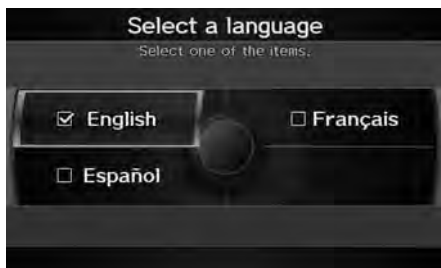 Select a language
Select one of the items.
English
Français
Español